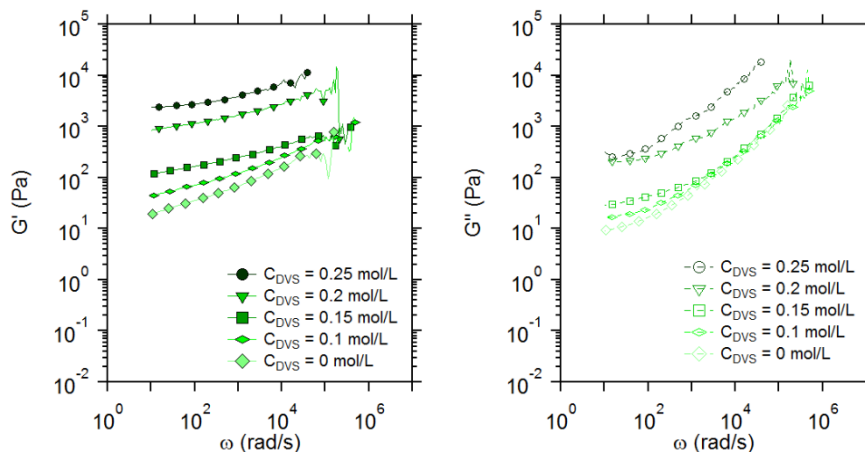 10^5
10^4
10^3
10^2
10^1
10^0
10^-1
10^-2
G' (Pa)
C_DVS = 0.25 mol/L
C_DVS = 0.2 mol/L
C_DVS = 0.15 mol/L
C_DVS = 0.1 mol/L
C_DVS = 0 mol/L
10^0 10^2 10^4 10^6
ω (rad/s)
10^5
10^4
10^3
10^2
10^1
10^0
10^-1
10^-2
G'' (Pa)
C_DVS = 0.25 mol/L
C_DVS = 0.2 mol/L
C_DVS = 0.15 mol/L
C_DVS = 0.1 mol/L
C_DVS = 0 mol/L
10^0 10^2 10^4 10^6
ω (rad/s)